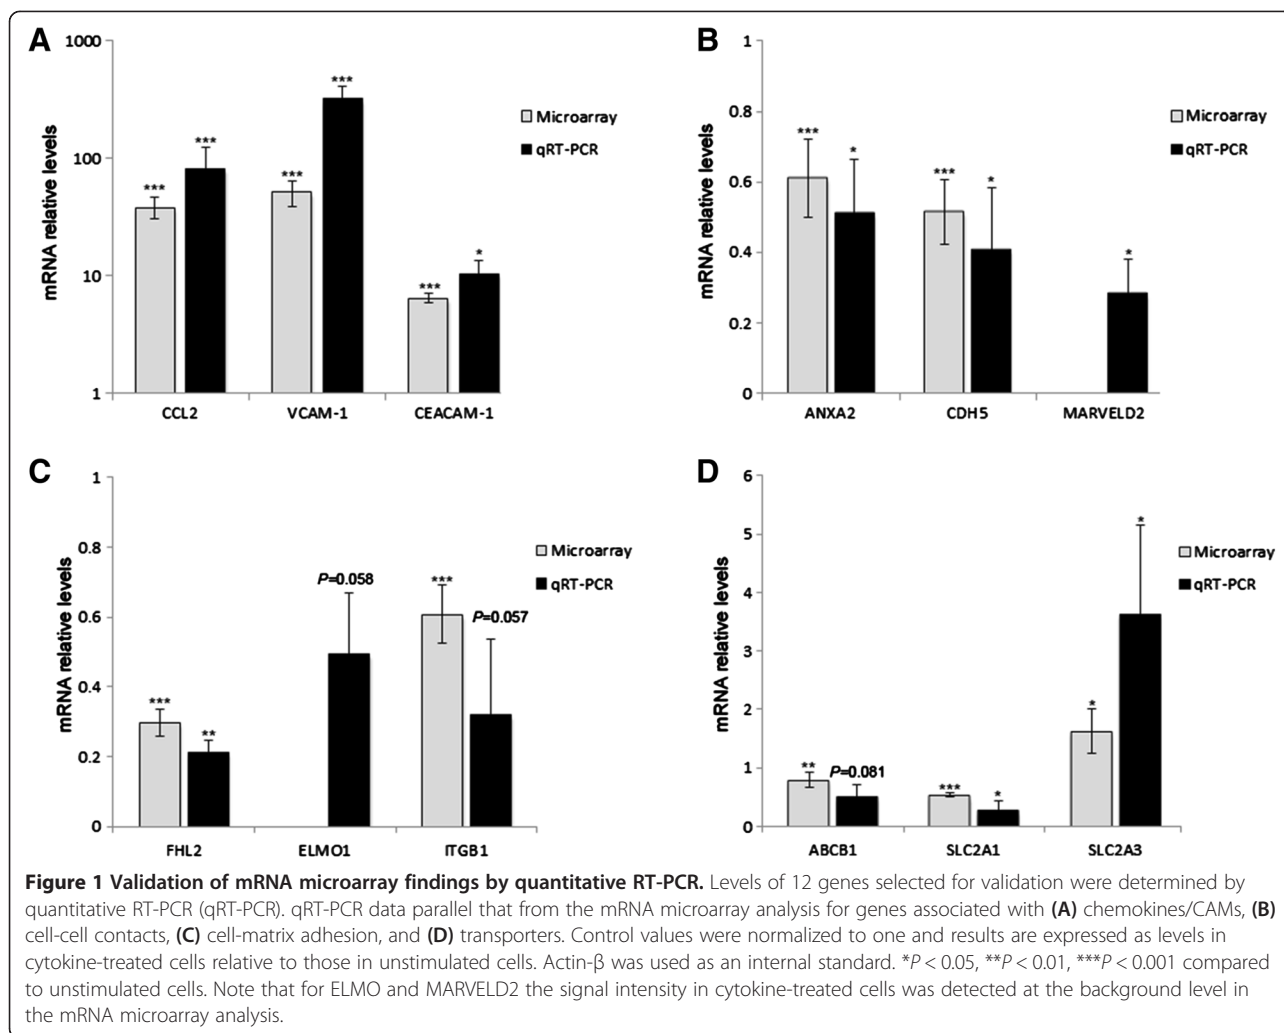 A
1000
100
10
1
mRNA relative levels
***
***
***
***
***
*
Microarray
qRT-PCR
CCL2 VCAM-1 CEACAM-1
B
1
0.8
0.6
0.4
0.2
0
mRNA relative levels
***
*
***
*
*
Microarray
qRT-PCR
ANXA2 CDH5 MARVELD2
C
1
0.8
0.6
0.4
0.2
0
mRNA relative levels
***
**
P=0.058
***
P=0.057
Microarray
qRT-PCR
FHL2 ELMO1 ITGB1
D
6
5
4
3
2
1
0
mRNA relative levels
**
P=0.081
***
*
*
*
Microarray
qRT-PCR
ABCB1 SLC2A1 SLC2A3
Figure 1 Validation of mRNA microarray findings by quantitative RT-PCR. Levels of 12 genes selected for validation were determined by
quantitative RT-PCR (qRT-PCR). qRT-PCR data parallel that from the mRNA microarray analysis for genes associated with (A) chemokines/CAMs, (B)
cell-cell contacts, (C) cell-matrix adhesion, and (D) transporters. Control values were normalized to one and results are expressed as levels in
cytokine-treated cells relative to those in unstimulated cells. Actin-β was used as an internal standard. *P < 0.05, **P < 0.01, ***P < 0.001 compared
to unstimulated cells. Note that for ELMO and MARVELD2 the signal intensity in cytokine-treated cells was detected at the background level in
the mRNA microarray analysis.